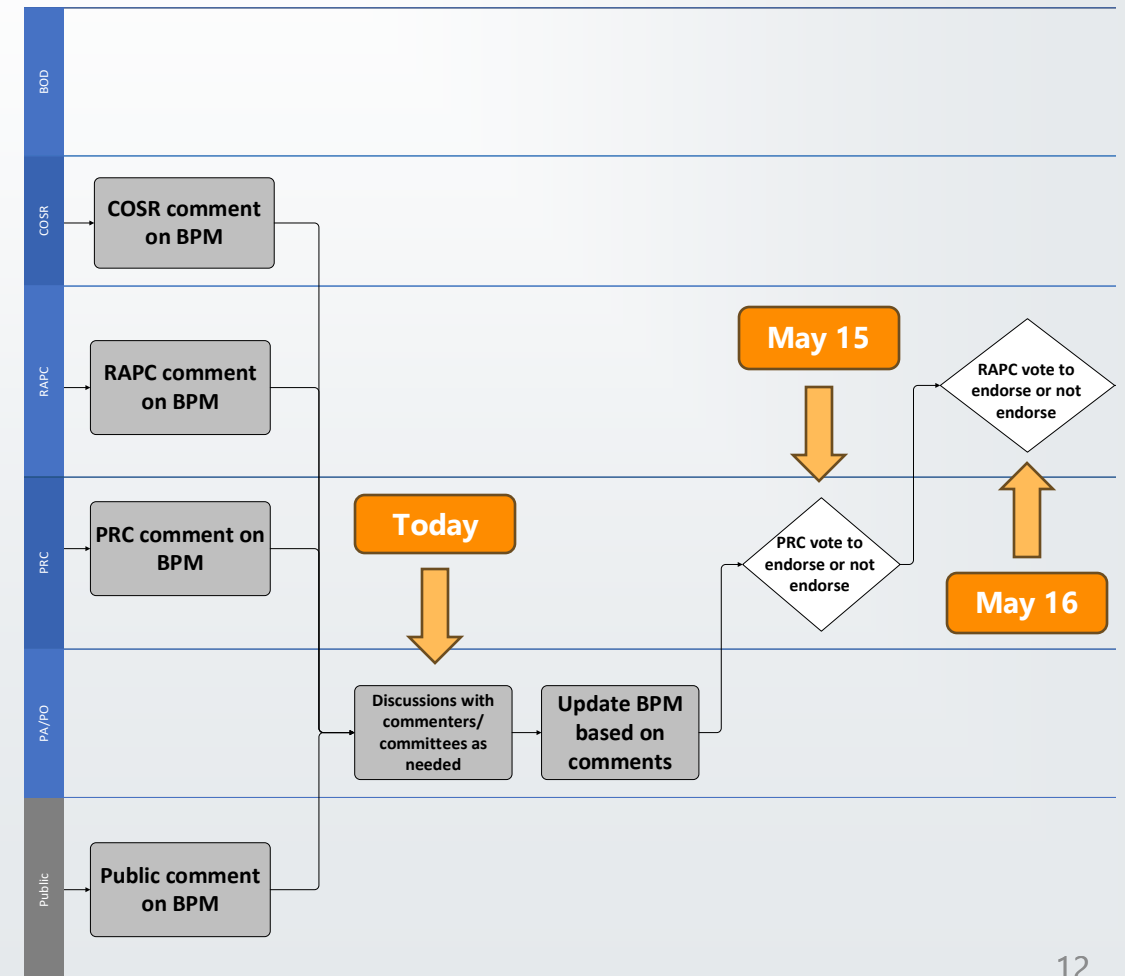 BOD
COSR
COSR comment
on BPM
RAPC
RAPC comment
on BPM
May 15
RAPC vote to
endorse or not
endorse
PRC
PRC comment on
BPM
Today
PRC vote to
endorse or not
endorse
May 16
PA/PO
Discussions with
commenters/
committees as
needed
Update BPM
based on
comments
Public
Public comment
on BPM
12